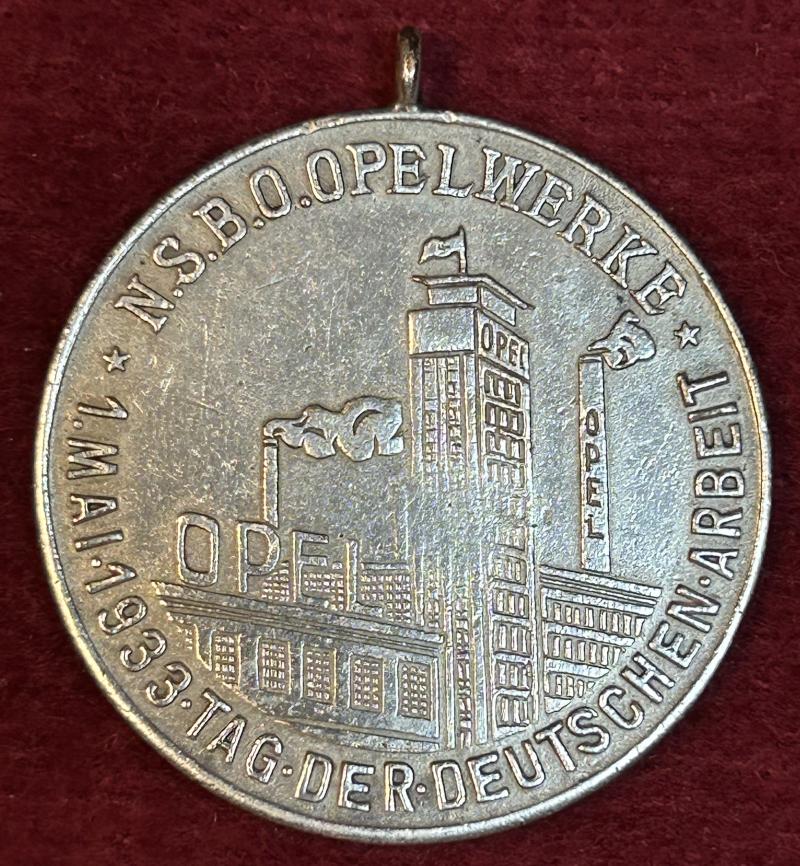 N.S.B.O. OPELWERKE
1. MAI · 1933 · TAG · DER · DEUTSCHEN · ARBEIT
OPEL
OPEL
OPEL